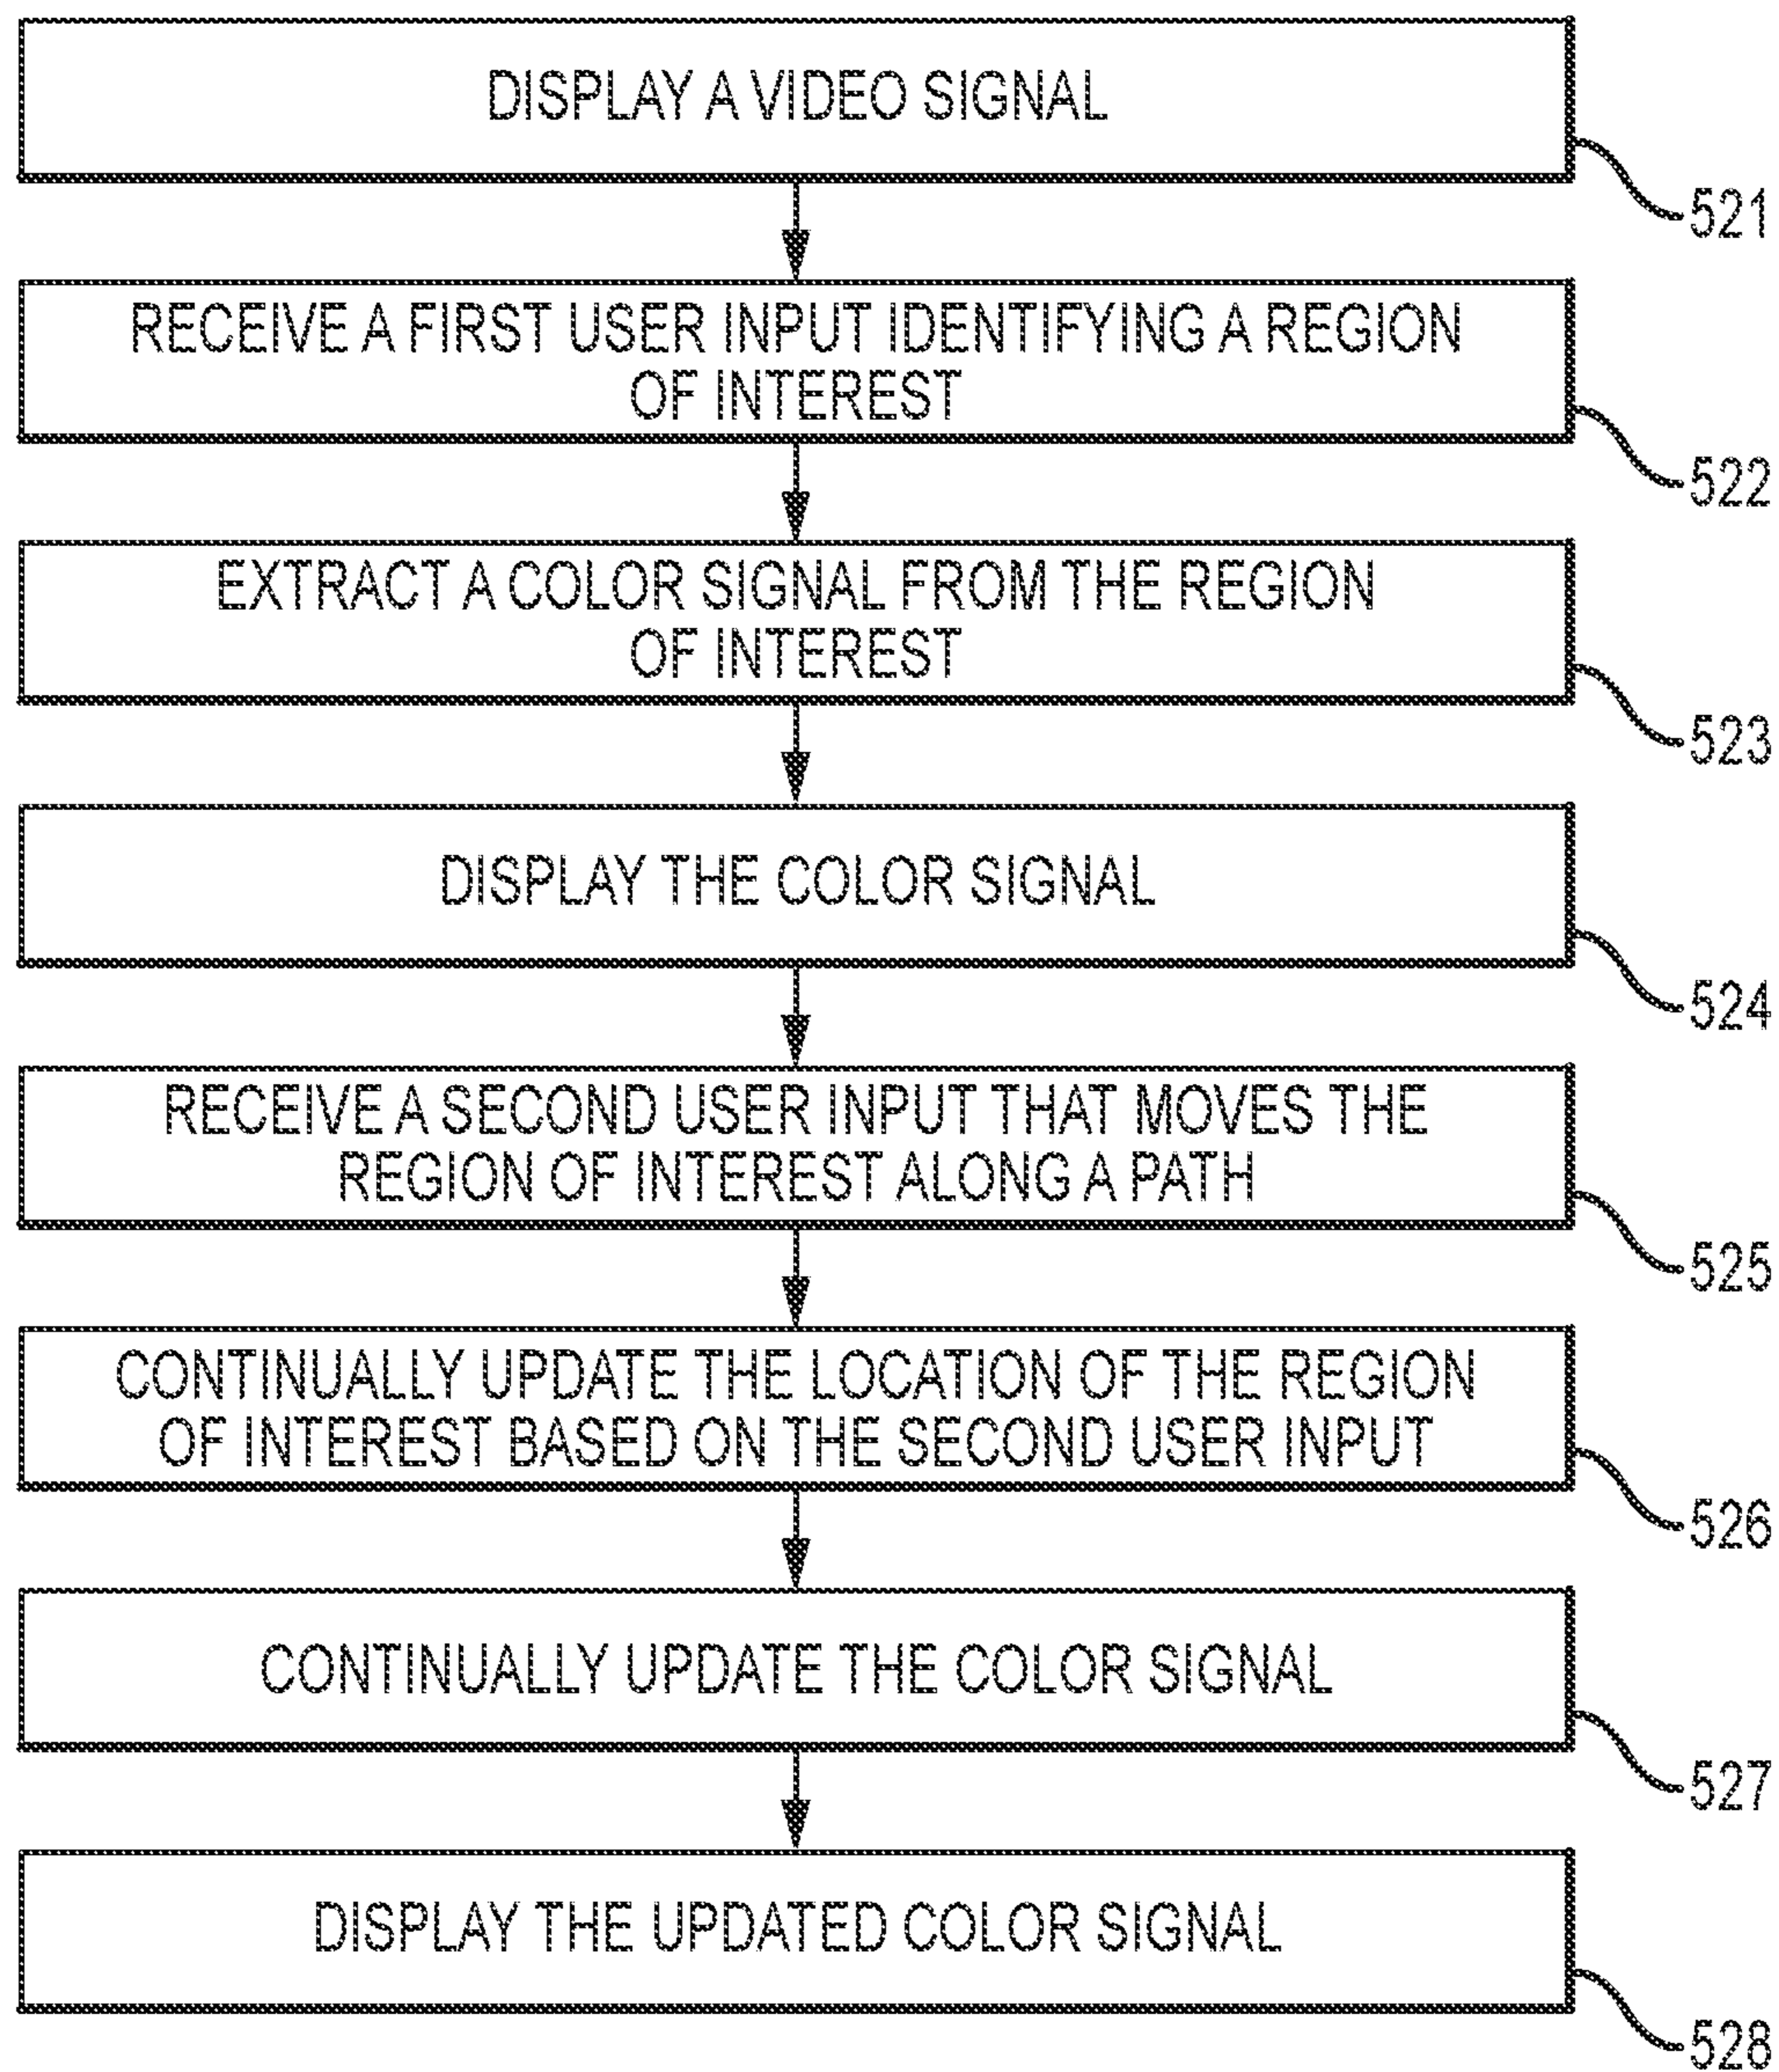 DISPLAY A VIDEO SIGNAL
521
RECEIVE A FIRST USER INPUT IDENTIFYING A REGION
OF INTEREST
522
EXTRACT A COLOR SIGNAL FROM THE REGION
OF INTEREST
523
DISPLAY THE COLOR SIGNAL
524
RECEIVE A SECOND USER INPUT THAT MOVES THE
REGION OF INTEREST ALONG A PATH
525
CONTINUALLY UPDATE THE LOCATION OF THE REGION
OF INTEREST BASED ON THE SECOND USER INPUT
526
CONTINUALLY UPDATE THE COLOR SIGNAL
527
DISPLAY THE UPDATED COLOR SIGNAL
528